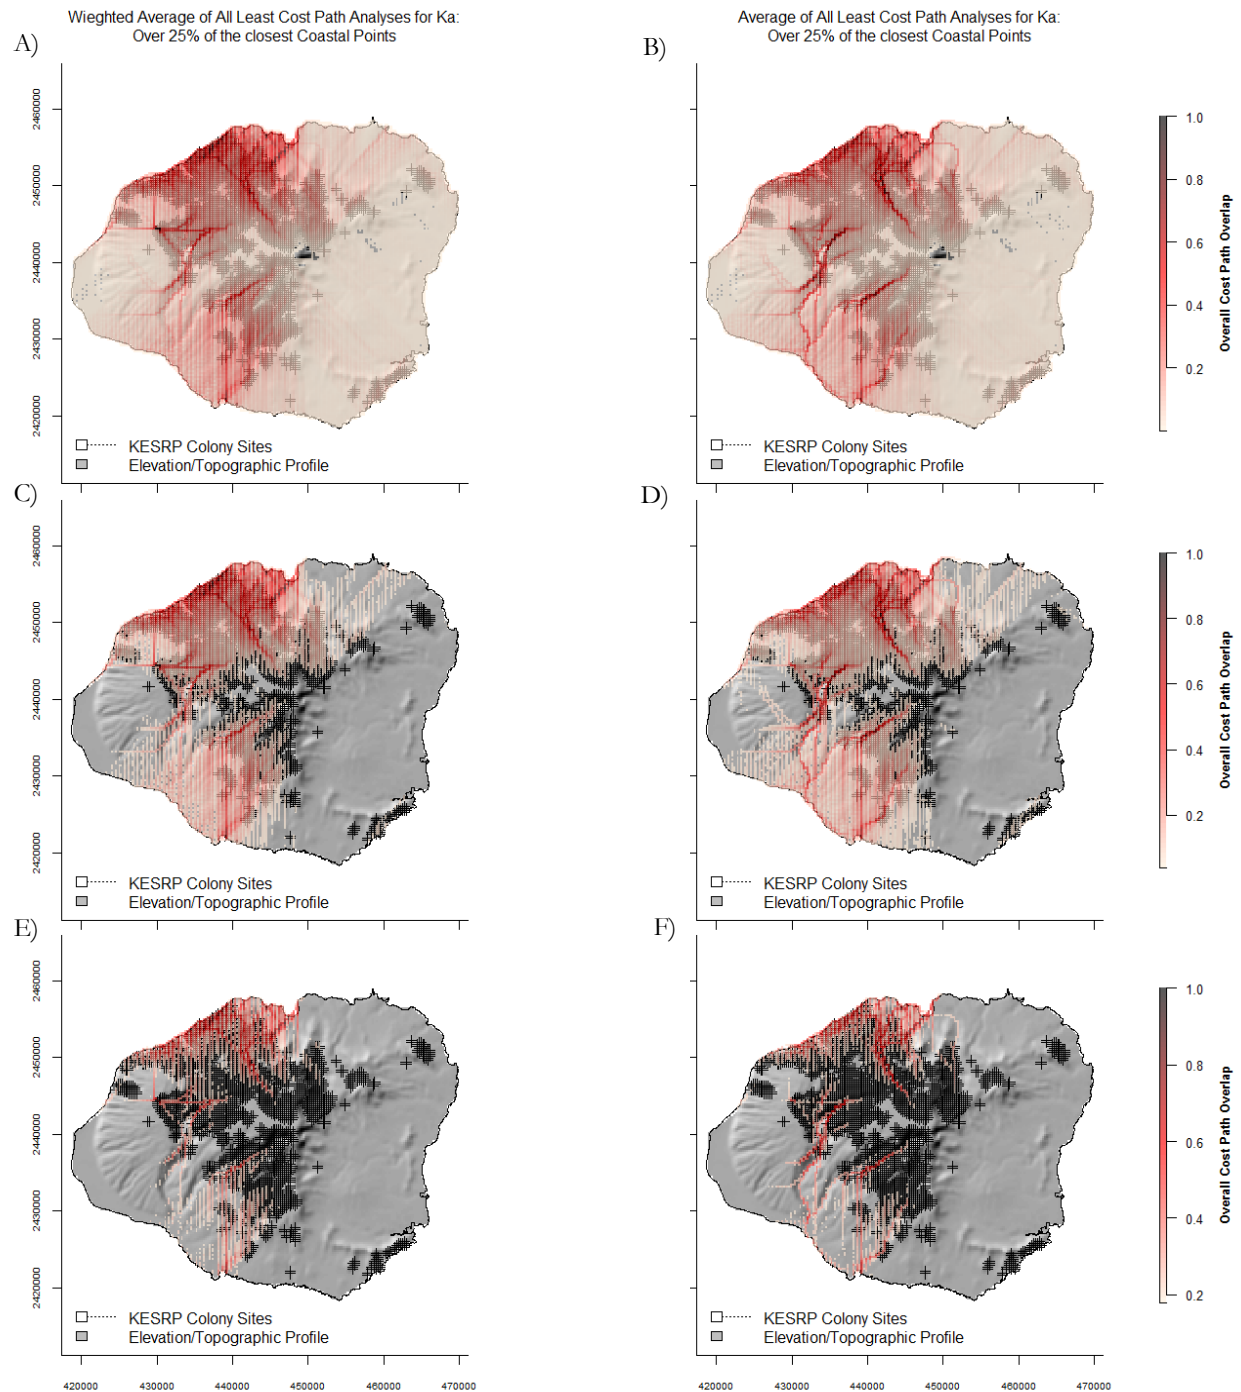 Wieghted Average of All Least Cost Path Analyses for Ka:
Over 25% of the closest Coastal Points
Average of All Least Cost Path Analyses for Ka:
Over 25% of the closest Coastal Points
A)
2460000
2450000
2440000
2430000
2420000
KESRP Colony Sites
Elevation/Topographic Profile
B)
KESRP Colony Sites
Elevation/Topographic Profile
1.0
0.8
0.6
0.4
0.2
Overall Cost Path Overlap
C)
2460000
2450000
2440000
2430000
2420000
KESRP Colony Sites
Elevation/Topographic Profile
D)
KESRP Colony Sites
Elevation/Topographic Profile
1.0
0.8
0.6
0.4
0.2
Overall Cost Path Overlap
E)
2460000
2450000
2440000
2430000
2420000
KESRP Colony Sites
Elevation/Topographic Profile
420000 430000 440000 450000 460000 470000
F)
KESRP Colony Sites
Elevation/Topographic Profile
420000 430000 440000 450000 460000 470000
1.0
0.8
0.6
0.4
0.2
Overall Cost Path Overlap